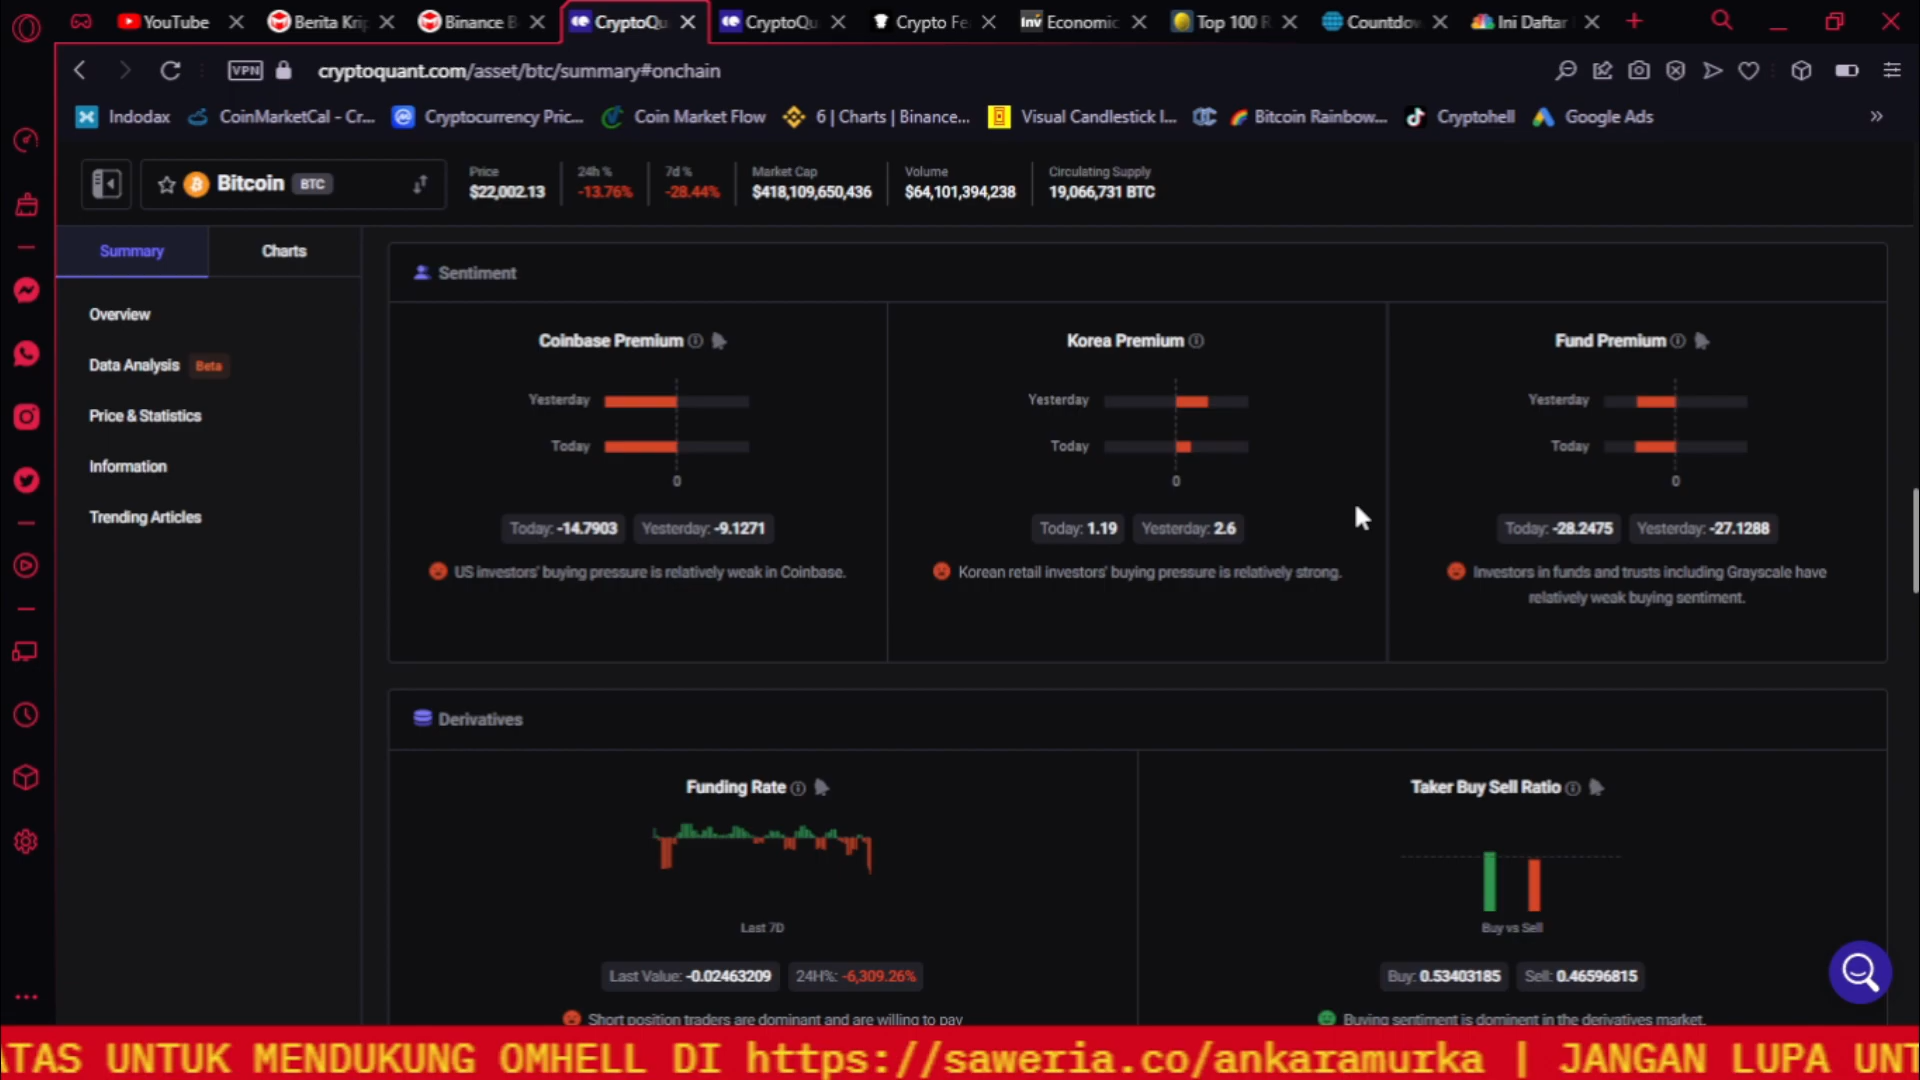 YouTube
Berita Krip
Binance B
CryptoQu
CryptoQu
Crypto Fe
Inv Economic
Top 100 R
Countdow
Ini Daftar
VPN
cryptoquant.com/asset/btc/summary#onchain
Indodax
CoinMarketCal - Cr...
Cryptocurrency Pric...
Coin Market Flow
6 | Charts | Binance...
Visual Candlestick I...
Bitcoin Rainbow...
Cryptohell
Google Ads
Bitcoin BTC
Price
$22,002.13
24h %
-13.76%
7d %
-28.44%
Market Cap
$418,109,650,436
Volume
$64,101,394,238
Circulating Supply
19,066,731 BTC
Summary
Charts
Overview
Data Analysis Beta
Price & Statistics
Information
Trending Articles
Sentiment
Coinbase Premium
Yesterday
Today
0
Today: -14.7903 Yesterday: -9.1271
US investors' buying pressure is relatively weak in Coinbase.
Korea Premium
Yesterday
Today
0
Today: 1.19 Yesterday: 2.6
Korean retail investors' buying pressure is relatively strong.
Fund Premium
Yesterday
Today
0
Today: -28.2475 Yesterday: -27.1288
Investors in funds and trusts including Grayscale have
relatively weak buying sentiment.
Derivatives
Funding Rate
Last 7D
Last Value: -0.02463209 24H%: -6,309.26%
Short position traders are dominant and are willing to pay
Taker Buy Sell Ratio
Buy vs Sell
Buy: 0.53403185 Sell: 0.46596815
Buying sentiment is dominant in the derivatives market.
ATAS UNTUK MENDUKUNG OMHELL DI https://saweria.co/ankaramurka | JANGAN LUPA UNT